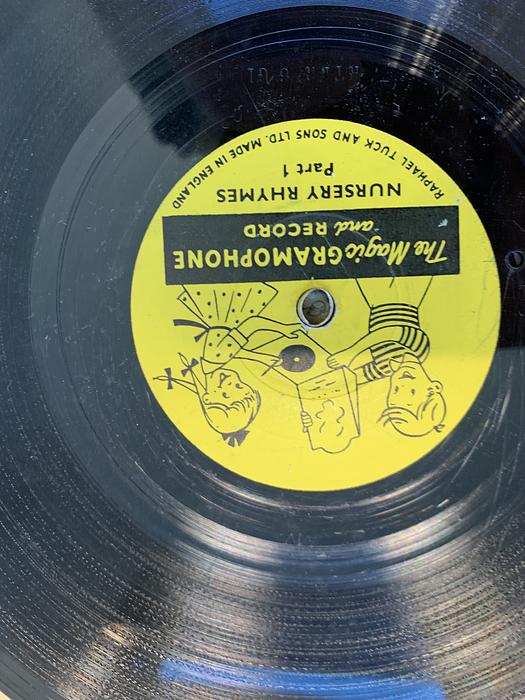 The Magic GRAMOPHONE
and RECORD
NURSERY RHYMES
Part 1
RAPHAEL TUCK AND SONS LTD. MADE IN ENGLAND